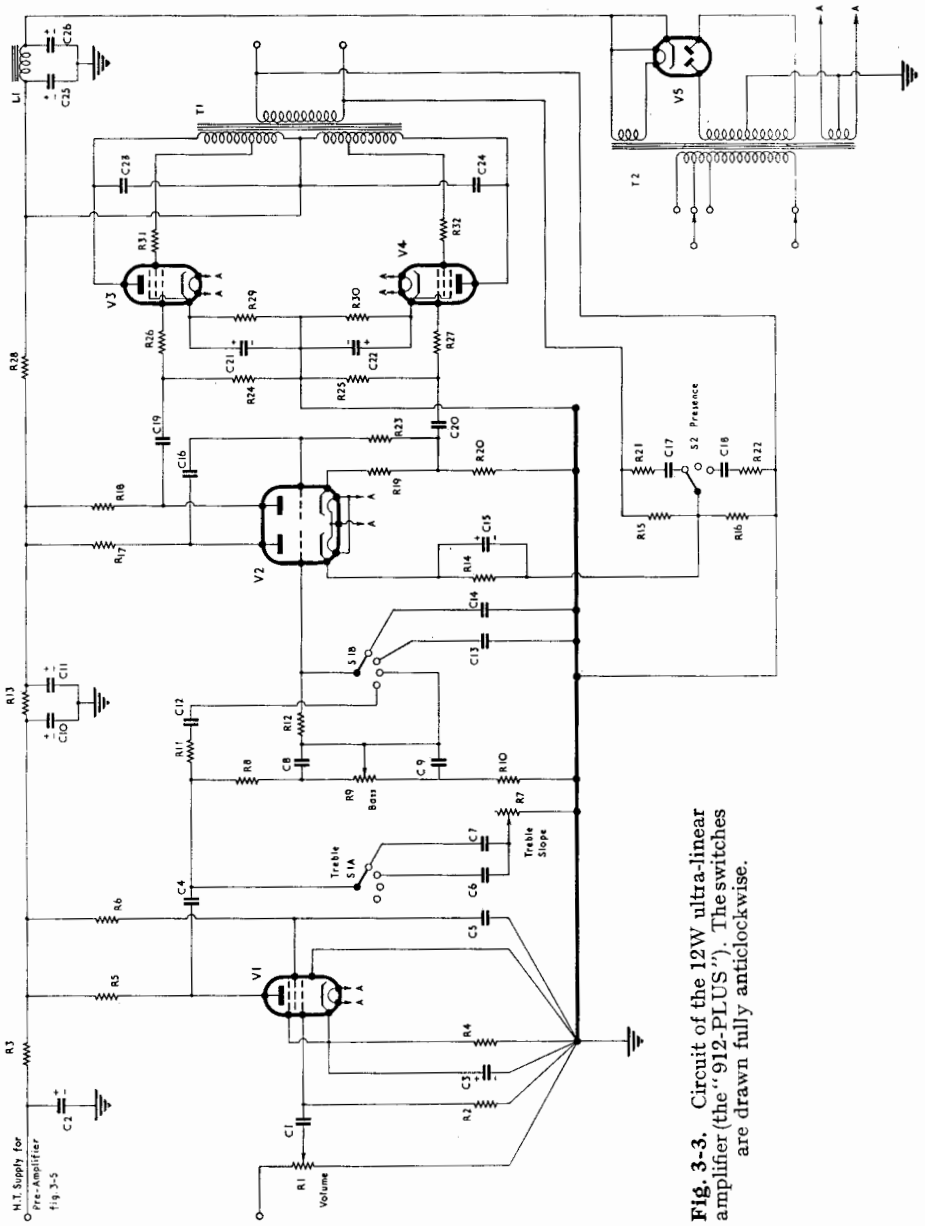 H.T. Supply for
Pre-Amplifier
fig. 3-5
C2
+
−
R3
R5
R6
C10
+
−
R13
C11
+
−
R28
L1
C25
+
−
C26
+
−
R1
Volume
C1
R2
C3
+
−
R4
V1
A
A
C5
C4
Treble
S1A
C6
C7
Treble
Slope
R7
R8
R9
Bass
R10
C8
C9
R11
C12
R12
S1B
C13
C14
R14
C15
+
−
V2
A
A
R17
R18
C16
C19
R19
R20
R23
C20
R24
R25
C21
+
−
C22
−
+
R26
R27
R29
R30
V3
A
A
V4
A
A
R31
R32
C23
C24
T1
R15
R16
R21
C17
S2 Presence
C18
R22
T2
V5
A
A
Fig. 3-3. Circuit of the 12W ultra-linear
amplifier (the "912-PLUS"). The switches
are drawn fully anticlockwise.